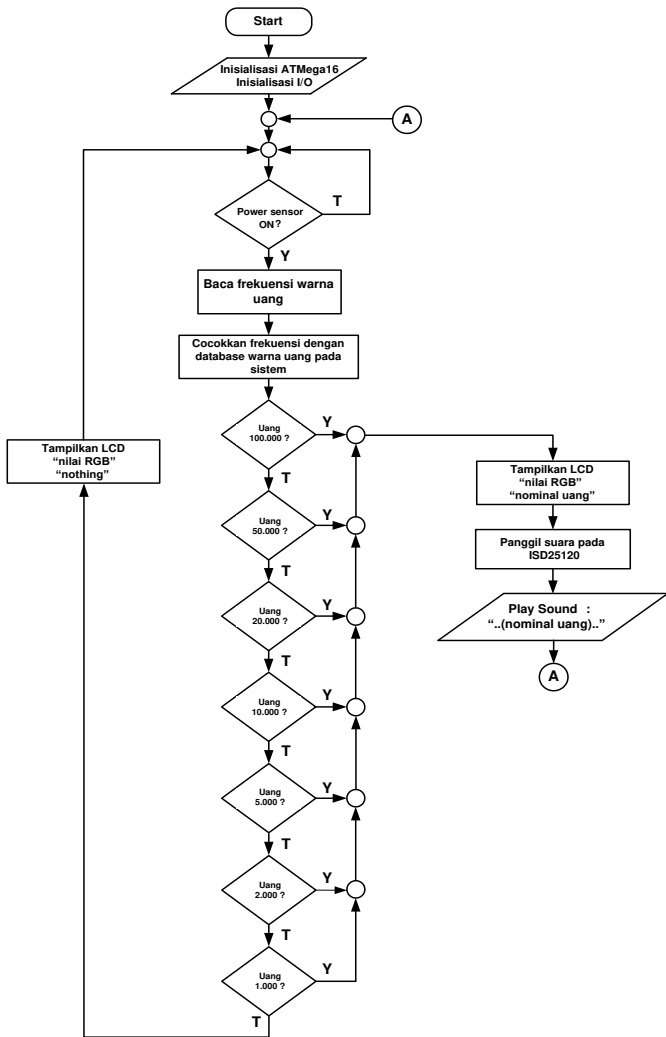 Start
Inisialisasi ATMega16
Inisialisasi I/O
A
Power sensor
ON?
T
Y
Baca frekuensi warna
uang
Cocokkan frekuensi dengan
database warna uang pada
sistem
Uang
100.000 ?
Y
T
Tampilkan LCD
“nilai RGB”
“nothing”
Tampilkan LCD
“nilai RGB”
“nominal uang”
Uang
50.000 ?
Y
T
Panggil suara pada
ISD25120
Uang
20.000 ?
Y
T
Play Sound :
“..(nominal uang)..”
A
Uang
10.000 ?
Y
T
Uang
5.000 ?
Y
T
Uang
2.000 ?
Y
T
Uang
1.000 ?
Y
T